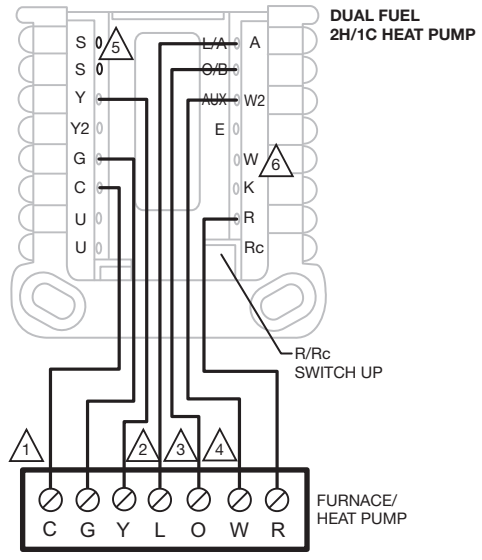 DUAL FUEL
2H/1C HEAT PUMP
S
5
L/A
A
S
O/B
Y
AUX
W2
Y2
E
G
W
6
C
K
U
R
U
Rc
R/Rc
SWITCH UP
1
2
3
4
C G Y L O W R
FURNACE/
HEAT PUMP